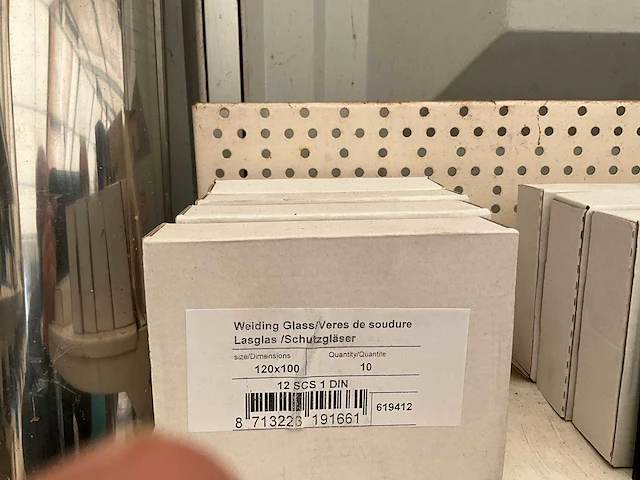 Welding Glass/Veres de soudure
Lasglas /Schutzgläser
size/Dimensions Quantity/Quantite
120x100 10
12 SCS 1 DIN
619412
8 713223 191661